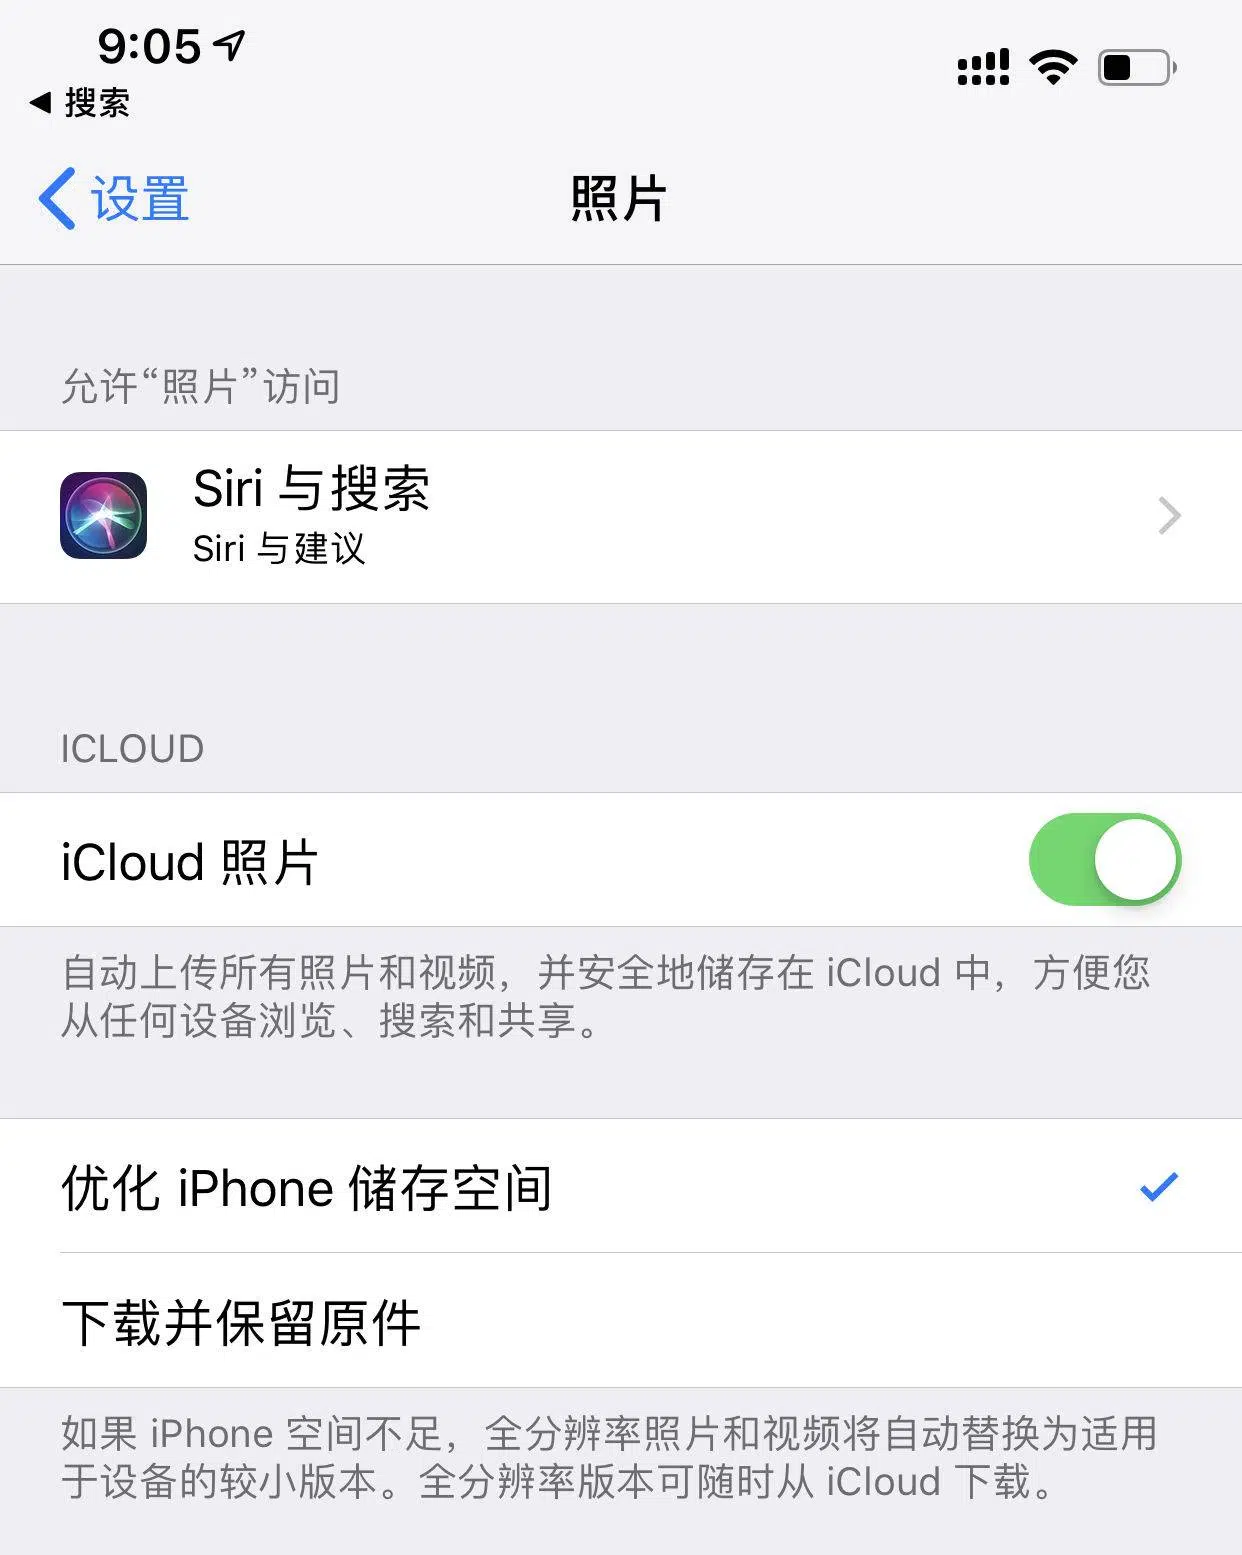 9:05
搜索
设置
照片
允许“照片”访问
Siri 与搜索
Siri 与建议
ICLOUD
iCloud 照片
自动上传所有照片和视频，并安全地储存在 iCloud 中，方便您
从任何设备浏览、搜索和共享。
优化 iPhone 储存空间
下载并保留原件
如果 iPhone 空间不足，全分辨率照片和视频将自动替换为适用
于设备的较小版本。全分辨率版本可随时从 iCloud 下载。